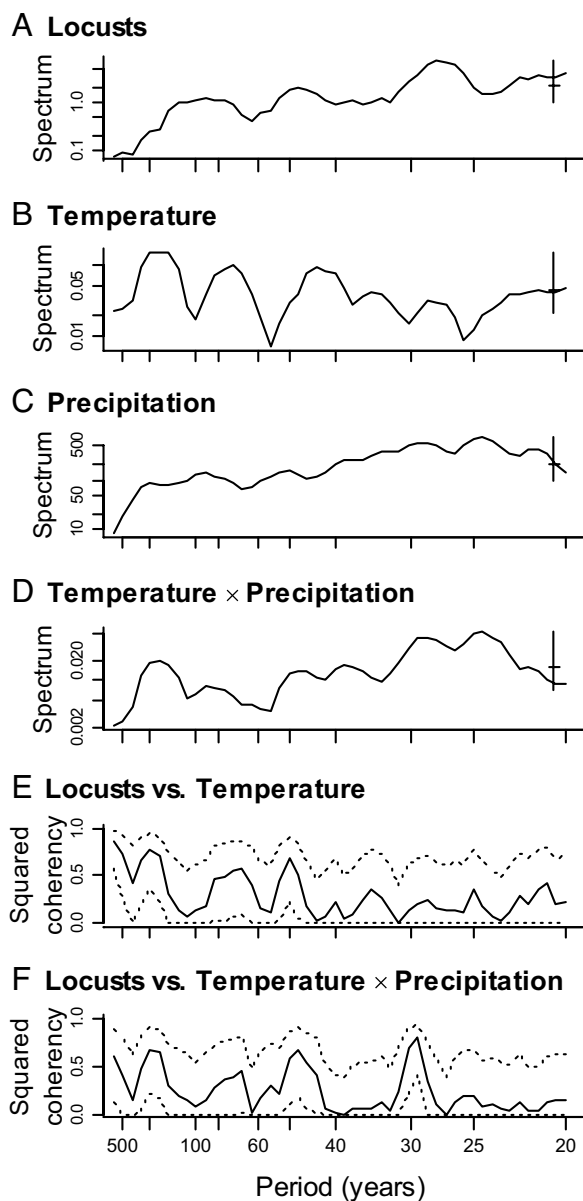 A Locusts
Spectrum
1.0
0.1
B Temperature
Spectrum
0.05
0.01
C Precipitation
Spectrum
500
50
10
D Temperature × Precipitation
Spectrum
0.020
0.002
E Locusts vs. Temperature
Squared
coherency
1.0
0.5
0.0
F Locusts vs. Temperature × Precipitation
Squared
coherency
1.0
0.5
0.0
500 100 60 40 30 25 20
Period (years)